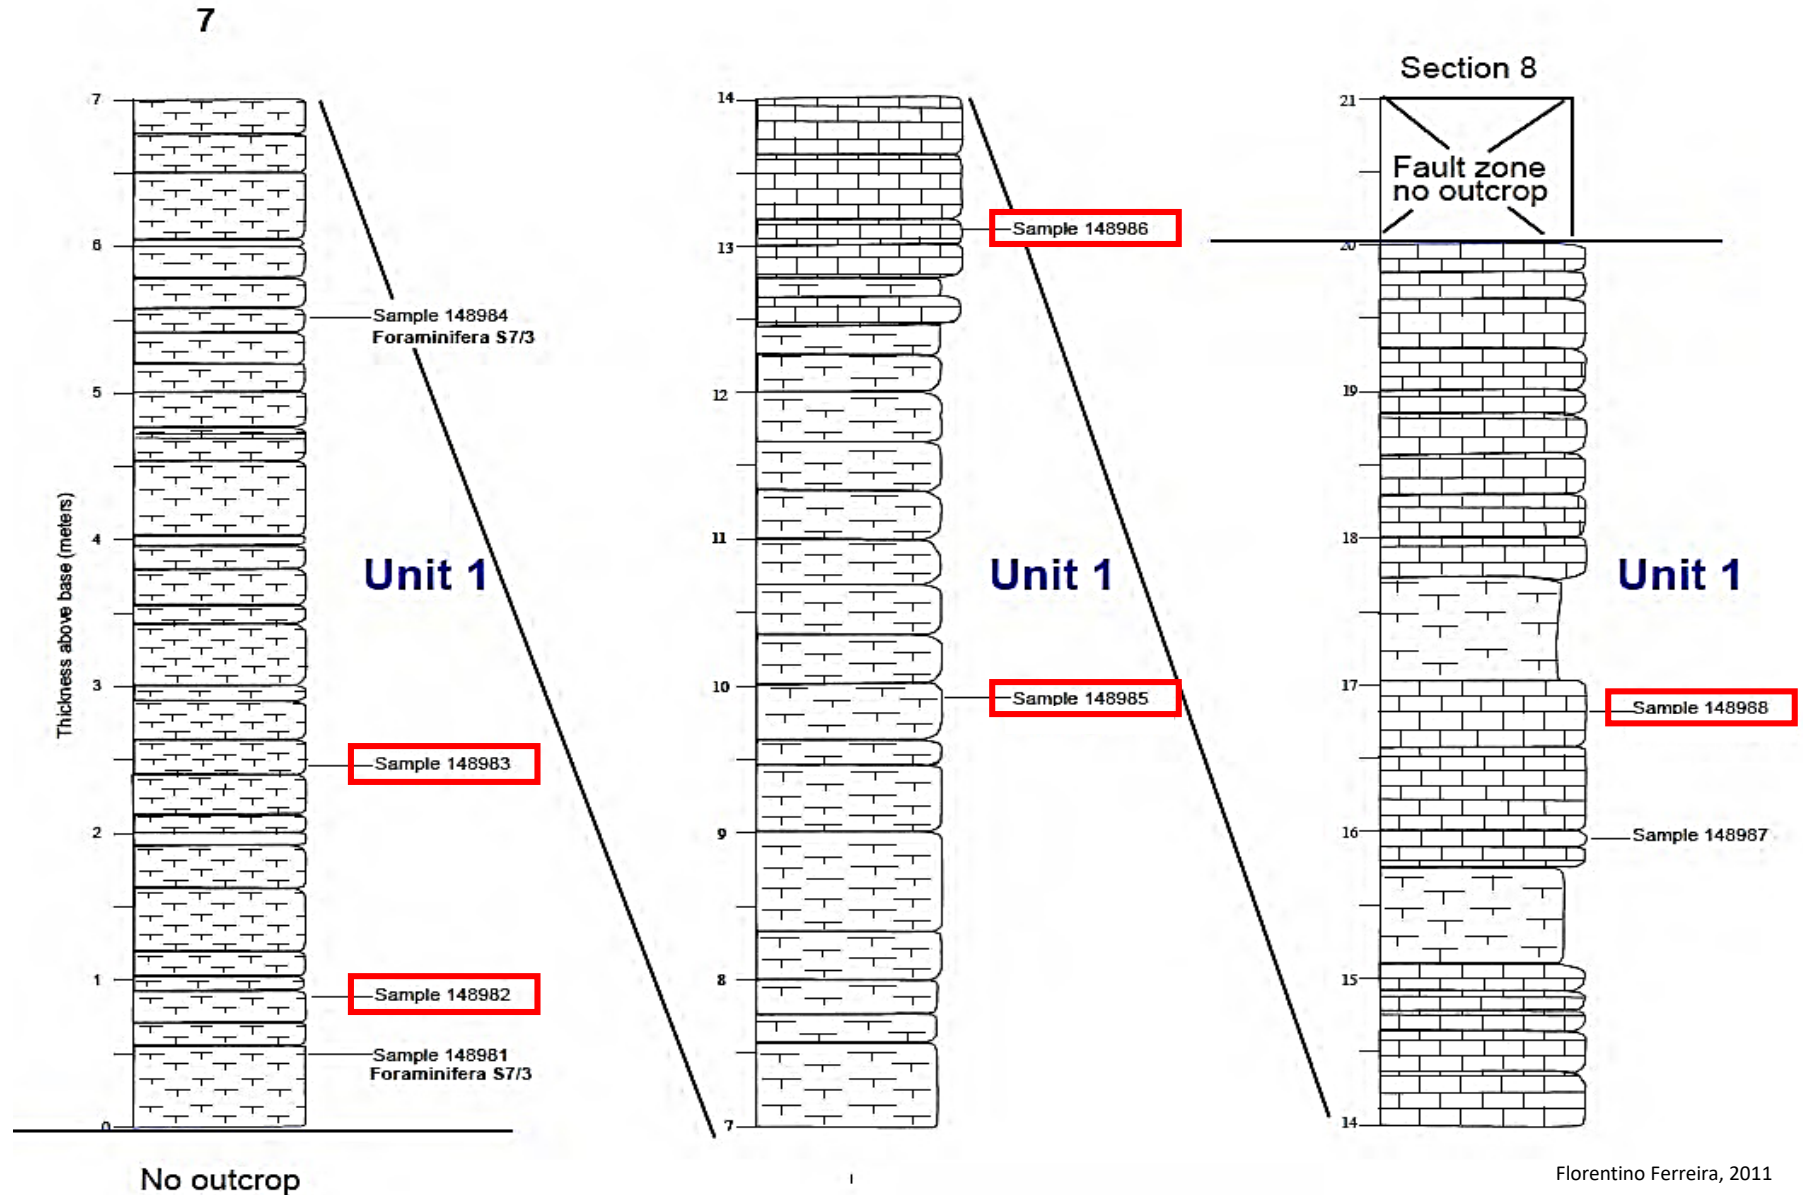 7
7
6
5
4
3
2
1
0
Thickness above base (meters)
Sample 148984
Foraminifera S7/3
Unit 1
Sample 148983
Sample 148982
Sample 148981
Foraminifera S7/3
No outcrop
14
13
12
11
10
9
8
7
Sample 148986
Unit 1
Sample 148985
Section 8
21
Fault zone
no outcrop
20
19
18
17
16
15
14
Unit 1
Sample 148988
Sample 148987
Florentino Ferreira, 2011